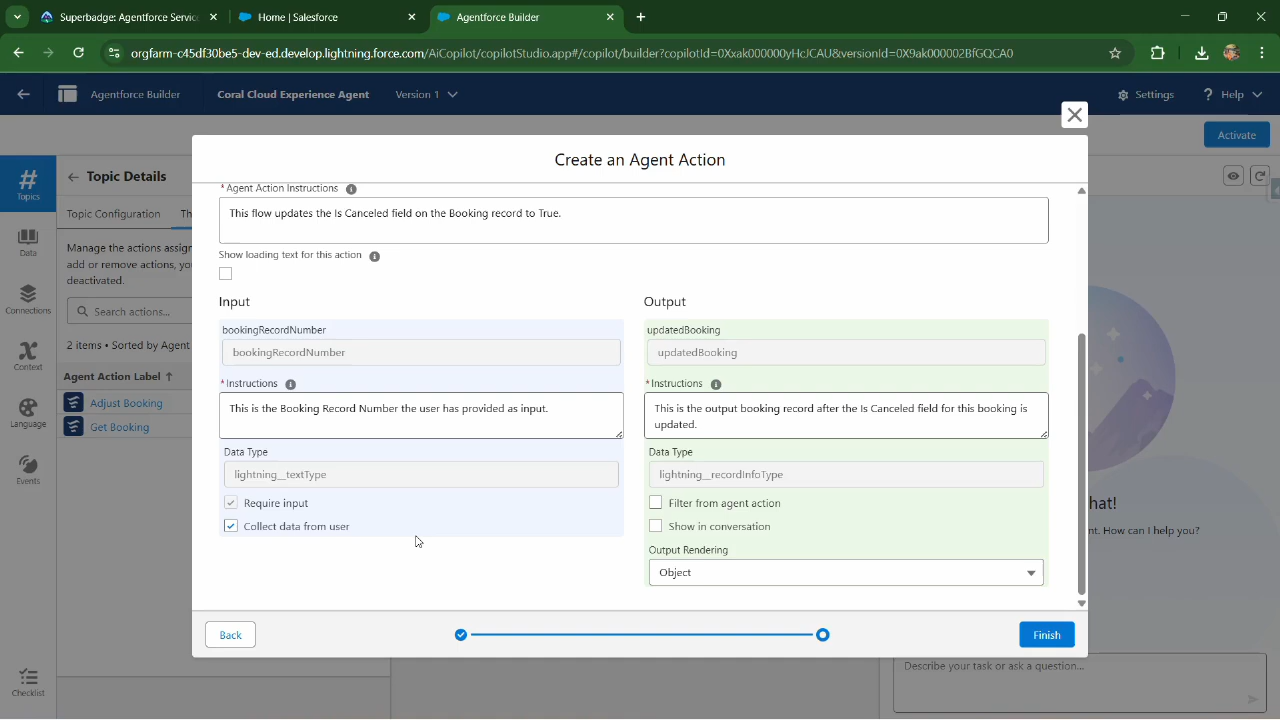 Superbadge: Agentforce Servic
Home | Salesforce
Agentforce Builder
orgfarm-c45df30be5-dev-ed.develop.lightning.force.com/AiCopilot/copilotStudio.app#/copilot/builder?copilotId=0Xxak000000yHcJCAU&versionId=0X9ak000002BfGQCA0
Agentforce Builder
Coral Cloud Experience Agent
Version 1
Settings
? Help
Activate
Create an Agent Action
Topics
Topic Details
Topic Configuration
Th
Manage the actions assign
add or remove actions, you
deactivated.
Search actions...
2 items • Sorted by Agent
Agent Action Label
Adjust Booking
Get Booking
Data
Connections
Context
Language
Events
Checklist
* Agent Action Instructions
This flow updates the Is Canceled field on the Booking record to True.
Show loading text for this action
Input
bookingRecordNumber
bookingRecordNumber
* Instructions
This is the Booking Record Number the user has provided as input.
Data Type
lightning__textType
Require input
Collect data from user
Output
updatedBooking
updatedBooking
* Instructions
This is the output booking record after the Is Canceled field for this booking is
updated.
Data Type
lightning__recordInfoType
Filter from agent action
Show in conversation
Output Rendering
Object
Back
Finish
hat!
nt. How can I help you?
Describe your task or ask a question...